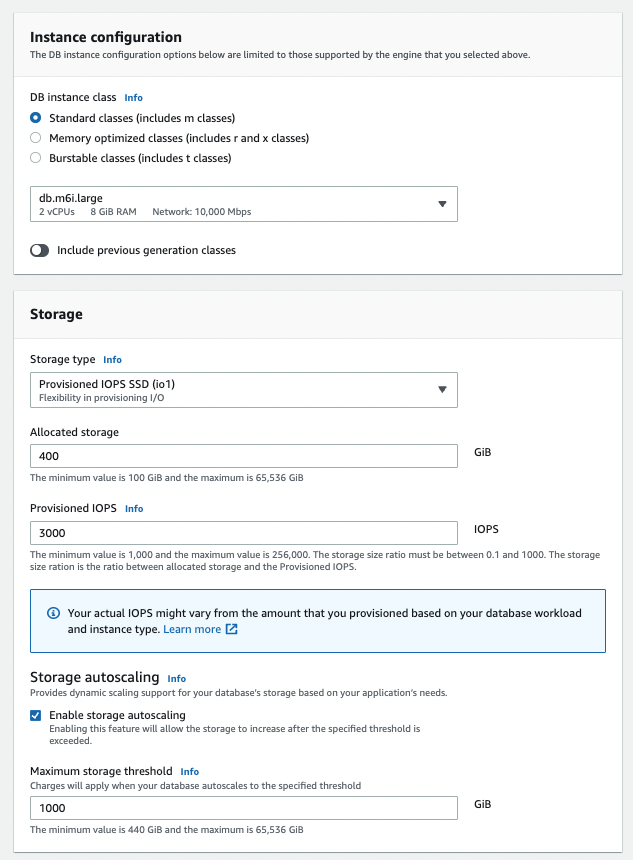 Instance configuration
The DB instance configuration options below are limited to those supported by the engine that you selected above.
DB instance class Info
Standard classes (includes m classes)
Memory optimized classes (includes r and x classes)
Burstable classes (includes t classes)
db.m6i.large
2 vCPUs 8 GiB RAM Network: 10,000 Mbps
Include previous generation classes
Storage
Storage type Info
Provisioned IOPS SSD (io1)
Flexibility in provisioning I/O
Allocated storage
400 GiB
The minimum value is 100 GiB and the maximum is 65,536 GiB
Provisioned IOPS Info
3000 IOPS
The minimum value is 1,000 and the maximum value is 256,000. The storage size ratio must be between 0.1 and 1000. The storage
size ration is the ratio between allocated storage and the Provisioned IOPS.
Your actual IOPS might vary from the amount that you provisioned based on your database workload
and instance type. Learn more
Storage autoscaling Info
Provides dynamic scaling support for your database's storage based on your application's needs.
Enable storage autoscaling
Enabling this feature will allow the storage to increase after the specified threshold is
exceeded.
Maximum storage threshold Info
Charges will apply when your database autoscales to the specified threshold
1000 GiB
The minimum value is 440 GiB and the maximum is 65,536 GiB